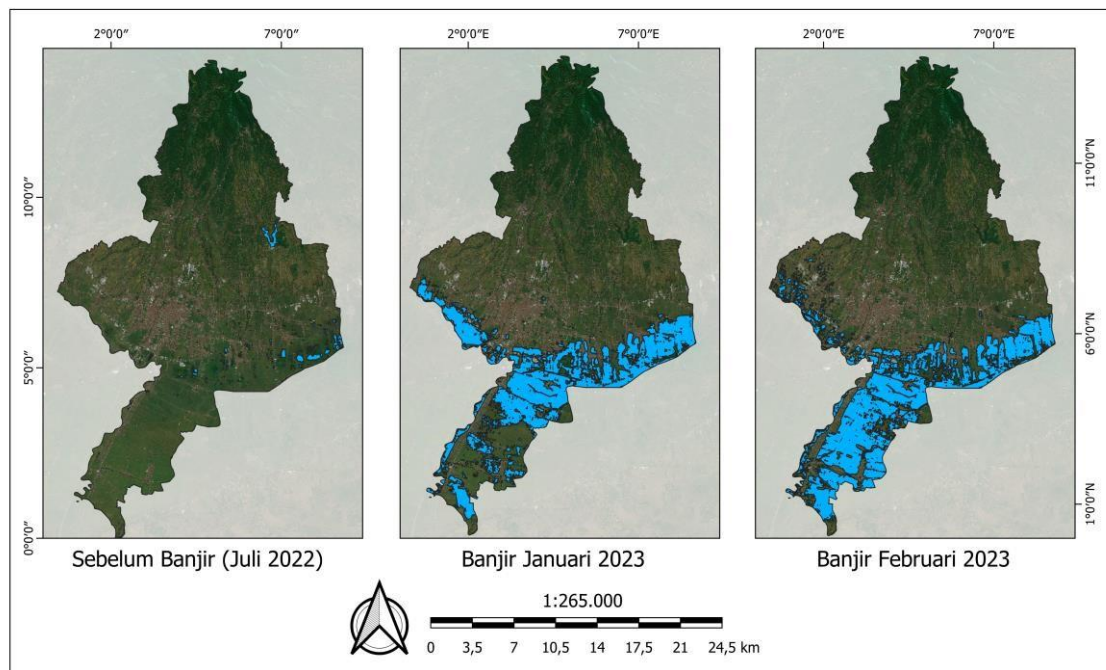 2°0′0″ 7°0′0″ 2°0′0″E 7°0′0″E 2°0′0″E 7°0′0″E
10°0′0″
5°0′0″
0°0′0″
11°0′0″N
6°0′0″N
1°0′0″N
Sebelum Banjir (Juli 2022)
Banjir Januari 2023
Banjir Februari 2023
1:265.000
0 3,5 7 10,5 14 17,5 21 24,5 km